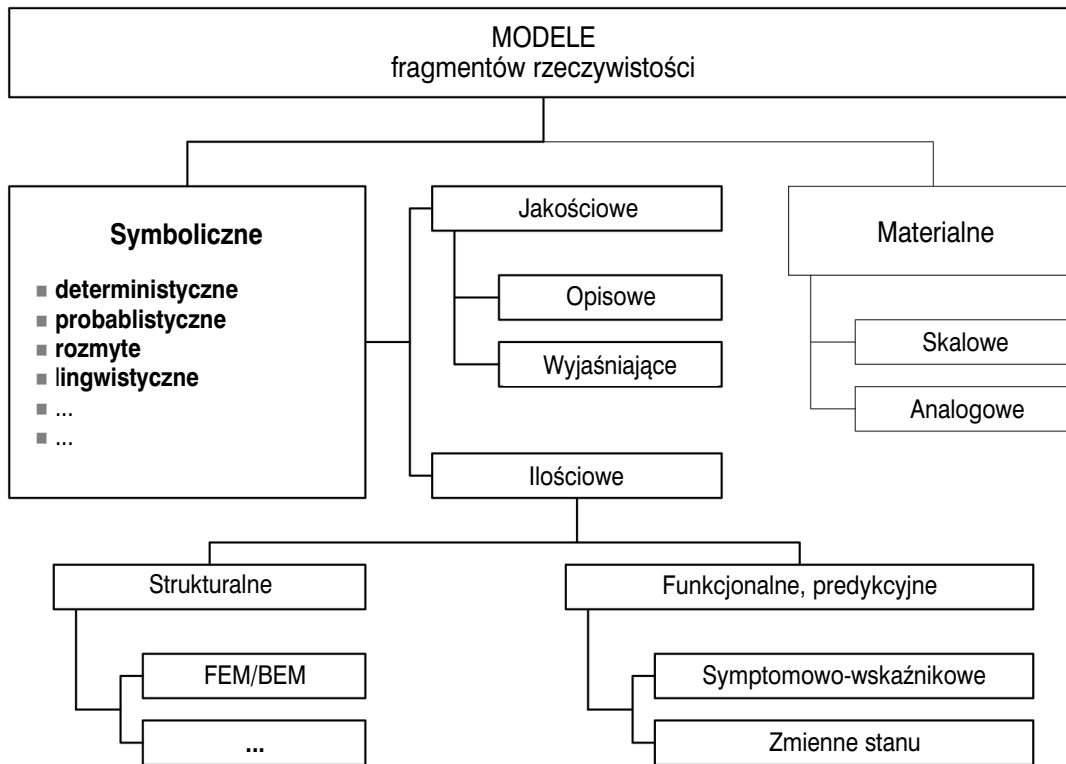 MODELE
fragmentów rzeczywistości
Symboliczne
■ deterministyczne
■ probablistyczne
■ rozmyte
■ lingwistyczne
■ ...
■ ...
Jakościowe
Opisowe
Wyjaśniające
Ilościowe
Materialne
Skalowe
Analogowe
Strukturalne
FEM/BEM
...
Funkcjonalne, predykcyjne
Symptomowo-wskaźnikowe
Zmienne stanu